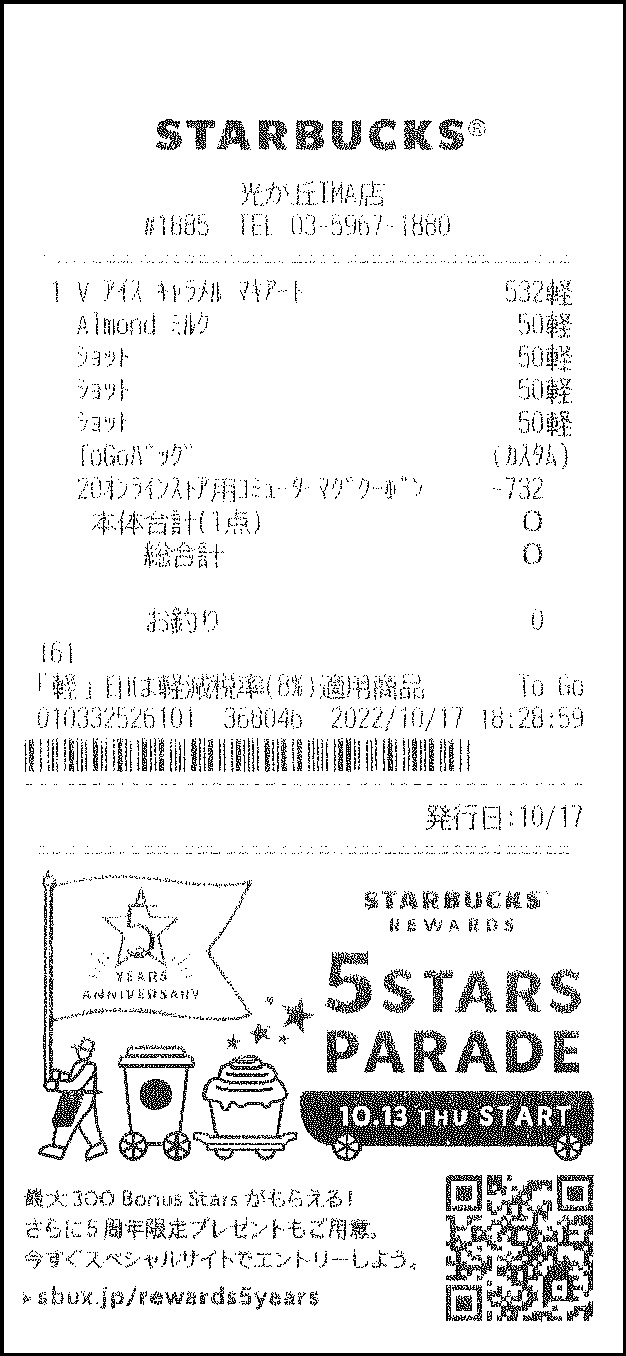 STARBUCKS®
光が丘IMA店
#1885 TEL 03-5967-1880
1 V アイス キャラメル マキアート 532軽
Almond ミルク 50軽
ショット 50軽
ショット 50軽
ショット 50軽
ToGoバッグ (カスタム)
20オンラインストア用コミューターマグクーポン -732
本体合計(1点) 0
総合計 0
お釣り 0
161
「軽」印は軽減税率(8%)適用商品 To Go
010332526101 368046 2022/10/17 18:28:59
発行日:10/17
5
YEARS
ANNIVERSARY
STARBUCKS
REWARDS
5 STARS
PARADE
10.13 THU START
最大300 Bonus Stars がもらえる!
さらに5周年限定プレゼントもご用意。
今すぐスペシャルサイトでエントリーしよう。
sbux.jp/rewards5years